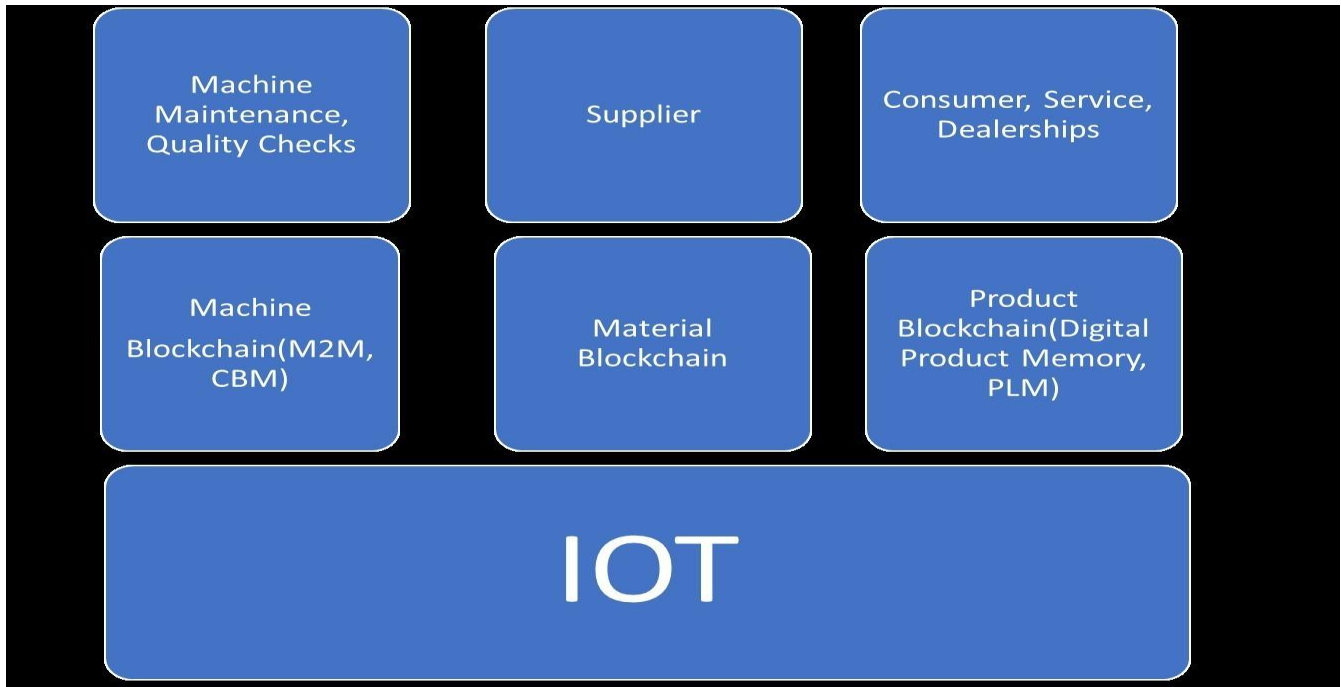 Machine
Maintenance,
Quality Checks
Supplier
Consumer, Service,
Dealerships
Machine
Blockchain(M2M,
CBM)
Material
Blockchain
Product
Blockchain(Digital
Product Memory,
PLM)
IOT